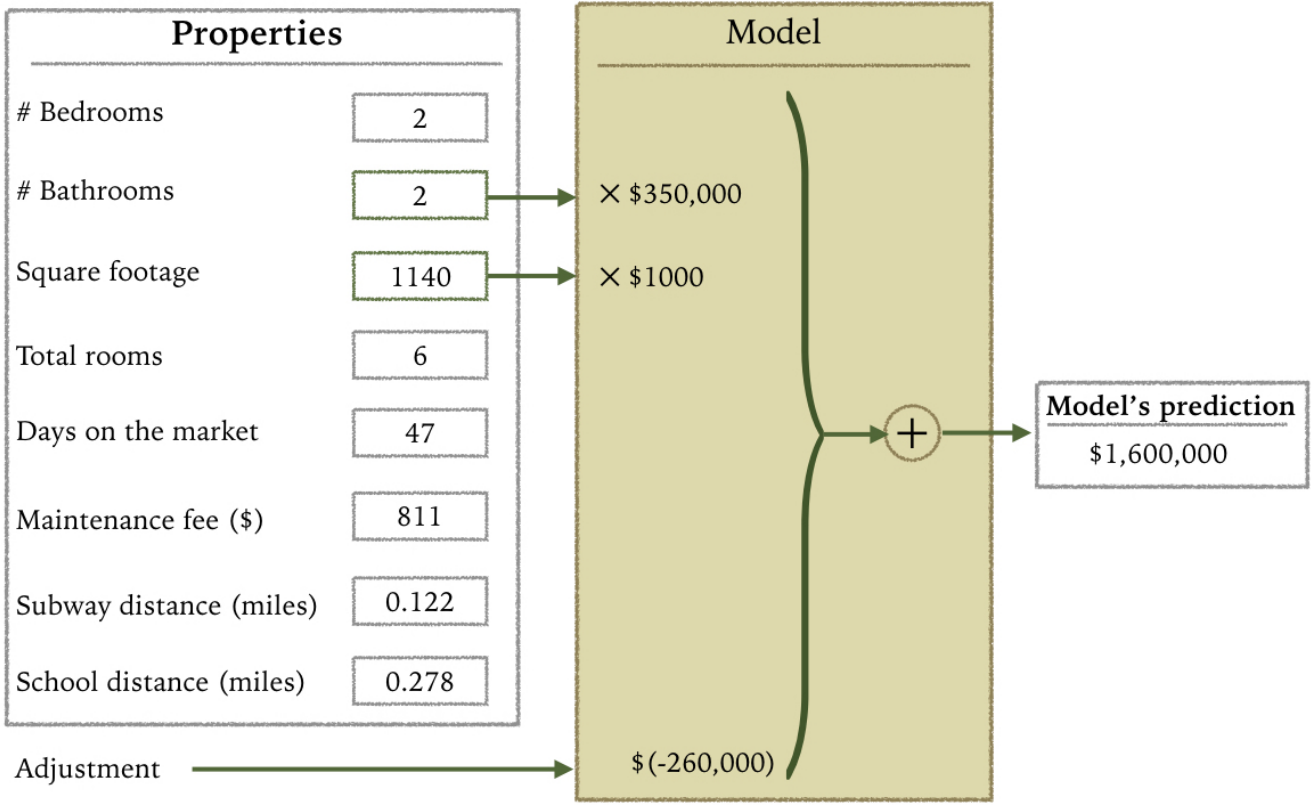 Properties
# Bedrooms
2
# Bathrooms
2
Square footage
1140
Total rooms
6
Days on the market
47
Maintenance fee ($)
811
Subway distance (miles)
0.122
School distance (miles)
0.278
Adjustment
Model
× $350,000
× $1000
$(-260,000)
+
Model’s prediction
$1,600,000